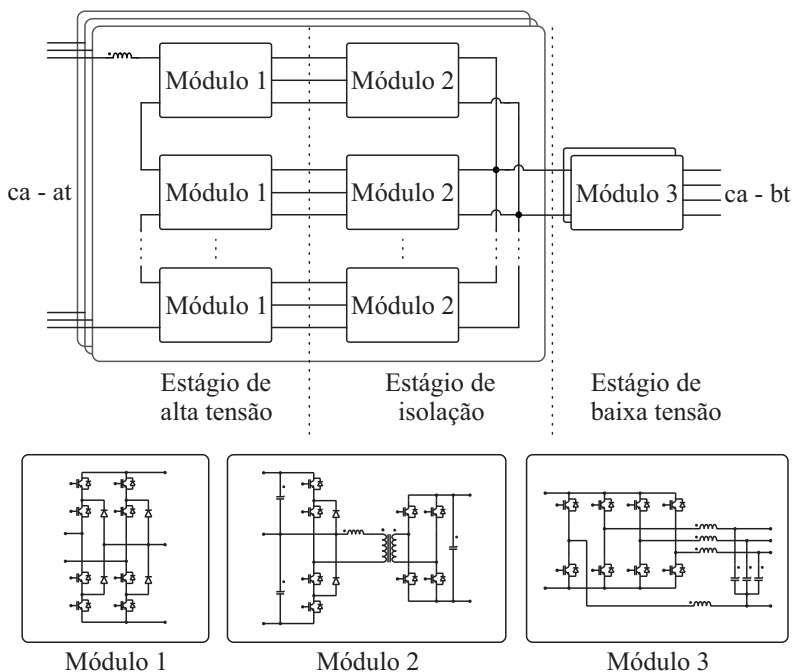 Módulo 1
Módulo 2
ca - at
Módulo 1
Módulo 2
Módulo 3
ca - bt
Módulo 1
Módulo 2
Estágio de
alta tensão
Estágio de
isolação
Estágio de
baixa tensão
Módulo 1
Módulo 2
Módulo 3